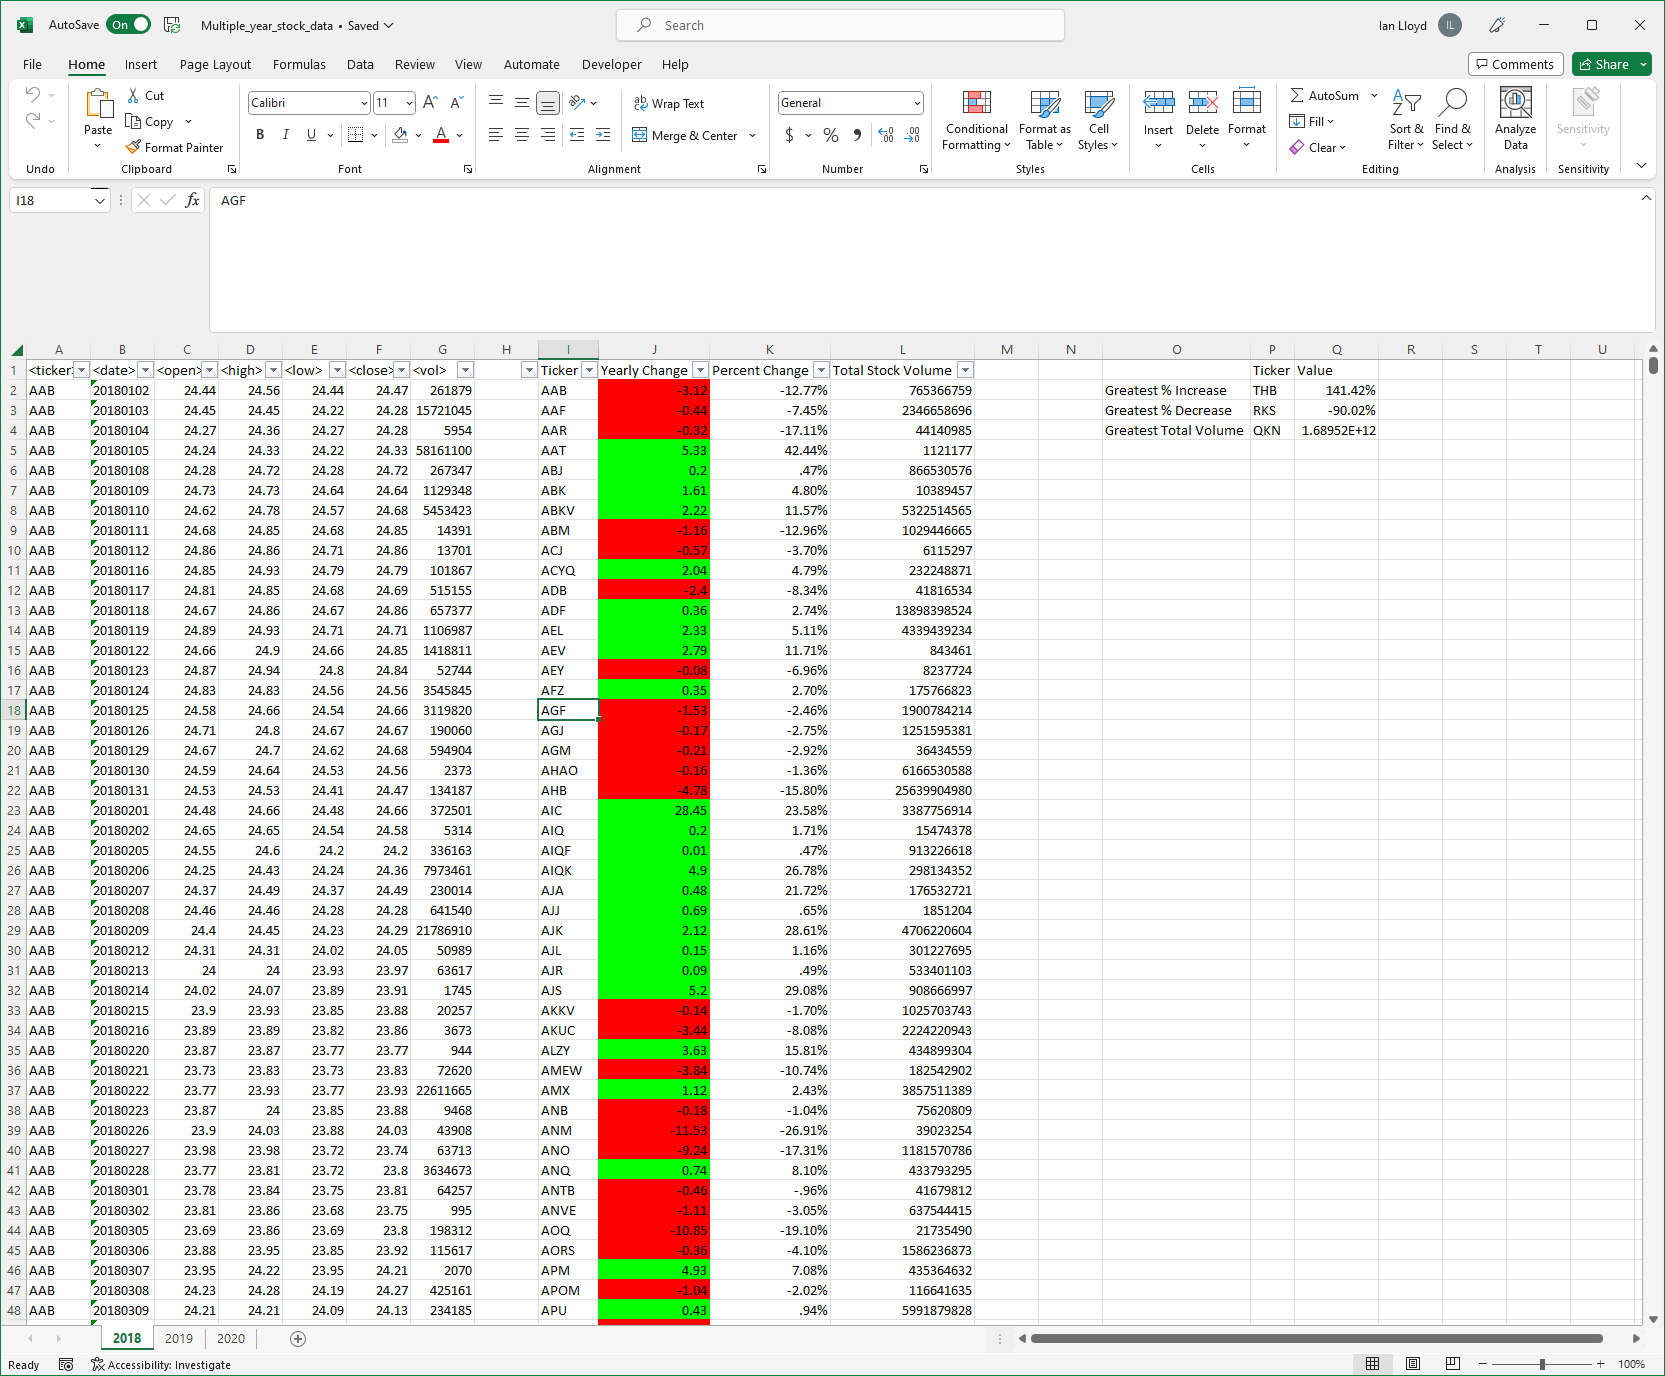 AutoSave On Multiple_year_stock_data • Saved Search Ian Lloyd IL
File Home Insert Page Layout Formulas Data Review View Automate Developer Help Comments Share
Cut Calibri 11 Wrap Text General AutoSum
Paste Copy B I U Merge & Center $ % Conditional Formatting Format as Table Cell Styles Insert Delete Format Fill Sort & Filter Find & Select Analyze Data Sensitivity
Format Painter Clear
Undo Clipboard Font Alignment Number Styles Cells Editing Analysis Sensitivity
I18 fx AGF
A B C D E F G H I J K L M N O P Q R S T U
1 <ticker> <date> <open> <high> <low> <close> <vol> Ticker Yearly Change Percent Change Total Stock Volume Ticker Value
2 AAB 20180102 24.44 24.56 24.44 24.47 261879 AAB -3.12 -12.77% 765366759 Greatest % Increase THB 141.42%
3 AAB 20180103 24.45 24.45 24.22 24.28 15721045 AAF -0.44 -7.45% 2346658696 Greatest % Decrease RKS -90.02%
4 AAB 20180104 24.27 24.36 24.27 24.28 5954 AAR -0.32 -17.11% 44140985 Greatest Total Volume QKN 1.68952E+12
5 AAB 20180105 24.24 24.33 24.22 24.33 58161100 AAT 5.33 42.44% 1121177
6 AAB 20180108 24.28 24.72 24.28 24.72 267347 ABJ 0.2 .47% 866530576
7 AAB 20180109 24.73 24.73 24.64 24.64 1129348 ABK 1.61 4.80% 10389457
8 AAB 20180110 24.62 24.78 24.57 24.68 5453423 ABKV 2.22 11.57% 5322514565
9 AAB 20180111 24.68 24.85 24.68 24.85 14391 ABM -1.16 -12.96% 1029446665
10 AAB 20180112 24.86 24.86 24.71 24.86 13701 ACJ -0.57 -3.70% 6115297
11 AAB 20180116 24.85 24.93 24.79 24.79 101867 ACYQ 2.04 4.79% 232248871
12 AAB 20180117 24.81 24.85 24.68 24.69 515155 ADB -2.4 -8.34% 41816534
13 AAB 20180118 24.67 24.86 24.67 24.86 657377 ADF 0.36 2.74% 13898398524
14 AAB 20180119 24.89 24.93 24.71 24.71 1106987 AEL 2.33 5.11% 4339439234
15 AAB 20180122 24.66 24.9 24.66 24.85 1418811 AEV 2.79 11.71% 843461
16 AAB 20180123 24.87 24.94 24.8 24.84 52744 AEY -0.08 -6.96% 8237724
17 AAB 20180124 24.83 24.83 24.56 24.56 3545845 AFZ 0.35 2.70% 175766823
18 AAB 20180125 24.58 24.66 24.54 24.66 3119820 AGF -1.53 -2.46% 1900784214
19 AAB 20180126 24.71 24.8 24.67 24.67 190060 AGJ -0.17 -2.75% 1251595381
20 AAB 20180129 24.67 24.7 24.62 24.68 594904 AGM -0.21 -2.92% 36434559
21 AAB 20180130 24.59 24.64 24.53 24.56 2373 AHAO -0.16 -1.36% 6166530588
22 AAB 20180131 24.53 24.53 24.41 24.47 134187 AHB -4.78 -15.80% 25639904980
23 AAB 20180201 24.48 24.66 24.48 24.66 372501 AIC 28.45 23.58% 3387756914
24 AAB 20180202 24.65 24.65 24.54 24.58 5314 AIQ 0.2 1.71% 15474378
25 AAB 20180205 24.55 24.6 24.2 24.2 336163 AIQF 0.01 .47% 913226618
26 AAB 20180206 24.25 24.43 24.24 24.36 7973461 AIQK 4.9 26.78% 298134352
27 AAB 20180207 24.37 24.49 24.37 24.49 230014 AJA 0.48 21.72% 176532721
28 AAB 20180208 24.46 24.46 24.28 24.28 641540 AJJ 0.69 .65% 1851204
29 AAB 20180209 24.4 24.45 24.23 24.29 21786910 AJK 2.12 28.61% 4706220604
30 AAB 20180212 24.31 24.31 24.02 24.05 50989 AJL 0.15 1.16% 301227695
31 AAB 20180213 24 24 23.93 23.97 63617 AJR 0.09 .49% 533401103
32 AAB 20180214 24.02 24.07 23.89 23.91 1745 AJS 5.2 29.08% 908666997
33 AAB 20180215 23.9 23.93 23.85 23.88 20257 AKKV -0.14 -1.70% 1025703743
34 AAB 20180216 23.89 23.89 23.82 23.86 3673 AKUC -3.44 -8.08% 2224220943
35 AAB 20180220 23.87 23.87 23.77 23.77 944 ALZY 3.63 15.81% 434899304
36 AAB 20180221 23.73 23.83 23.73 23.83 72620 AMEW -3.84 -10.74% 182542902
37 AAB 20180222 23.77 23.93 23.77 23.93 22611665 AMX 1.12 2.43% 3857511389
38 AAB 20180223 23.87 24 23.85 23.88 9468 ANB -0.18 -1.04% 75620809
39 AAB 20180226 23.9 24.03 23.88 24.03 43908 ANM -11.53 -26.91% 39023254
40 AAB 20180227 23.98 23.98 23.72 23.74 63713 ANO -9.24 -17.31% 1181570786
41 AAB 20180228 23.77 23.81 23.72 23.8 3634673 ANQ 0.74 8.10% 433793295
42 AAB 20180301 23.78 23.84 23.75 23.81 64257 ANTB -0.46 -.96% 41679812
43 AAB 20180302 23.81 23.86 23.68 23.75 995 ANVE -1.11 -3.05% 637544415
44 AAB 20180305 23.69 23.86 23.69 23.8 198312 AOQ -10.85 -19.10% 21735490
45 AAB 20180306 23.88 23.95 23.85 23.92 115617 AORS -0.36 -4.10% 1586236873
46 AAB 20180307 23.95 24.22 23.95 24.21 2070 APM 4.93 7.08% 435364632
47 AAB 20180308 24.23 24.28 24.19 24.27 425161 APOM -1.04 -2.02% 116641635
48 AAB 20180309 24.21 24.21 24.09 24.13 234185 APU 0.43 .94% 5991879828
2018 2019 2020
Ready Accessibility: Investigate 100%